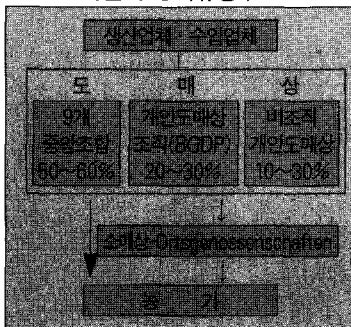 생산업체·수입업체
도 매 상
9개 중앙조합 50~60%
개인도매상 조직(BGDP) 20~30%
비조직 개인도매상 10~30%
소매상·Ortsgenossenschaften
농 가